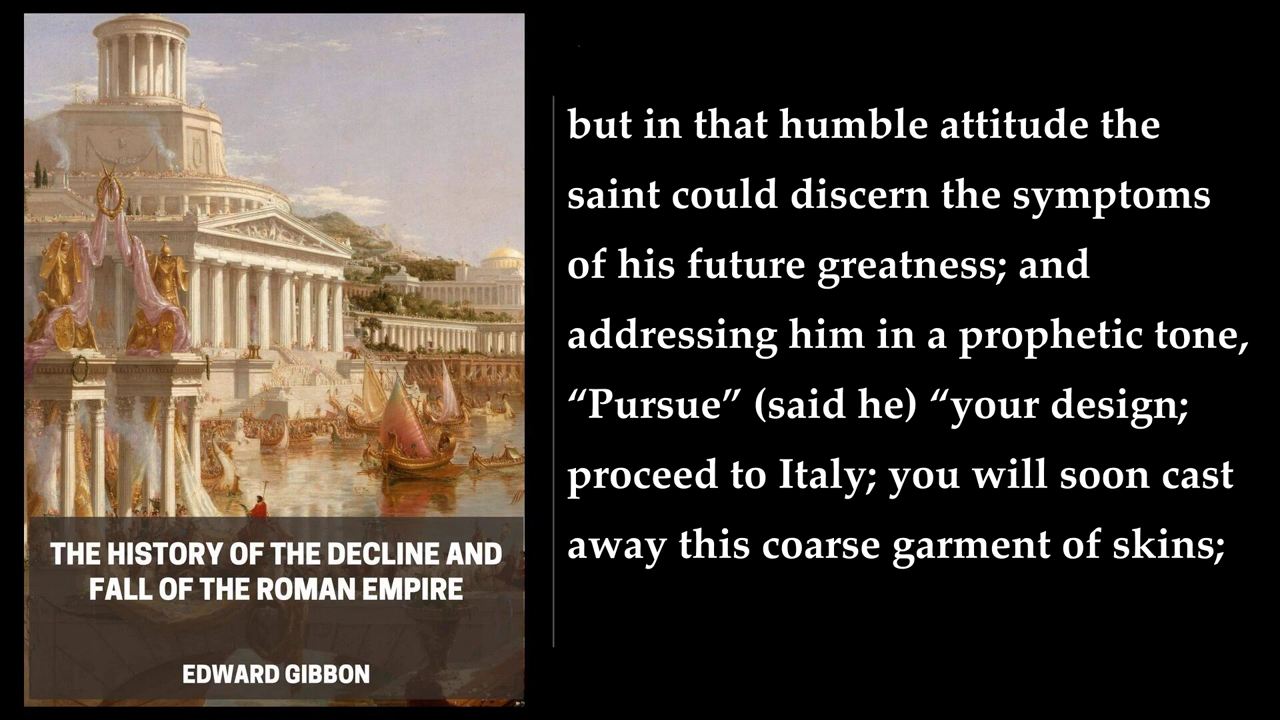 THE HISTORY OF THE DECLINE AND
FALL OF THE ROMAN EMPIRE
EDWARD GIBBON
but in that humble attitude the
saint could discern the symptoms
of his future greatness; and
addressing him in a prophetic tone,
“Pursue” (said he) “your design;
proceed to Italy; you will soon cast
away this coarse garment of skins;